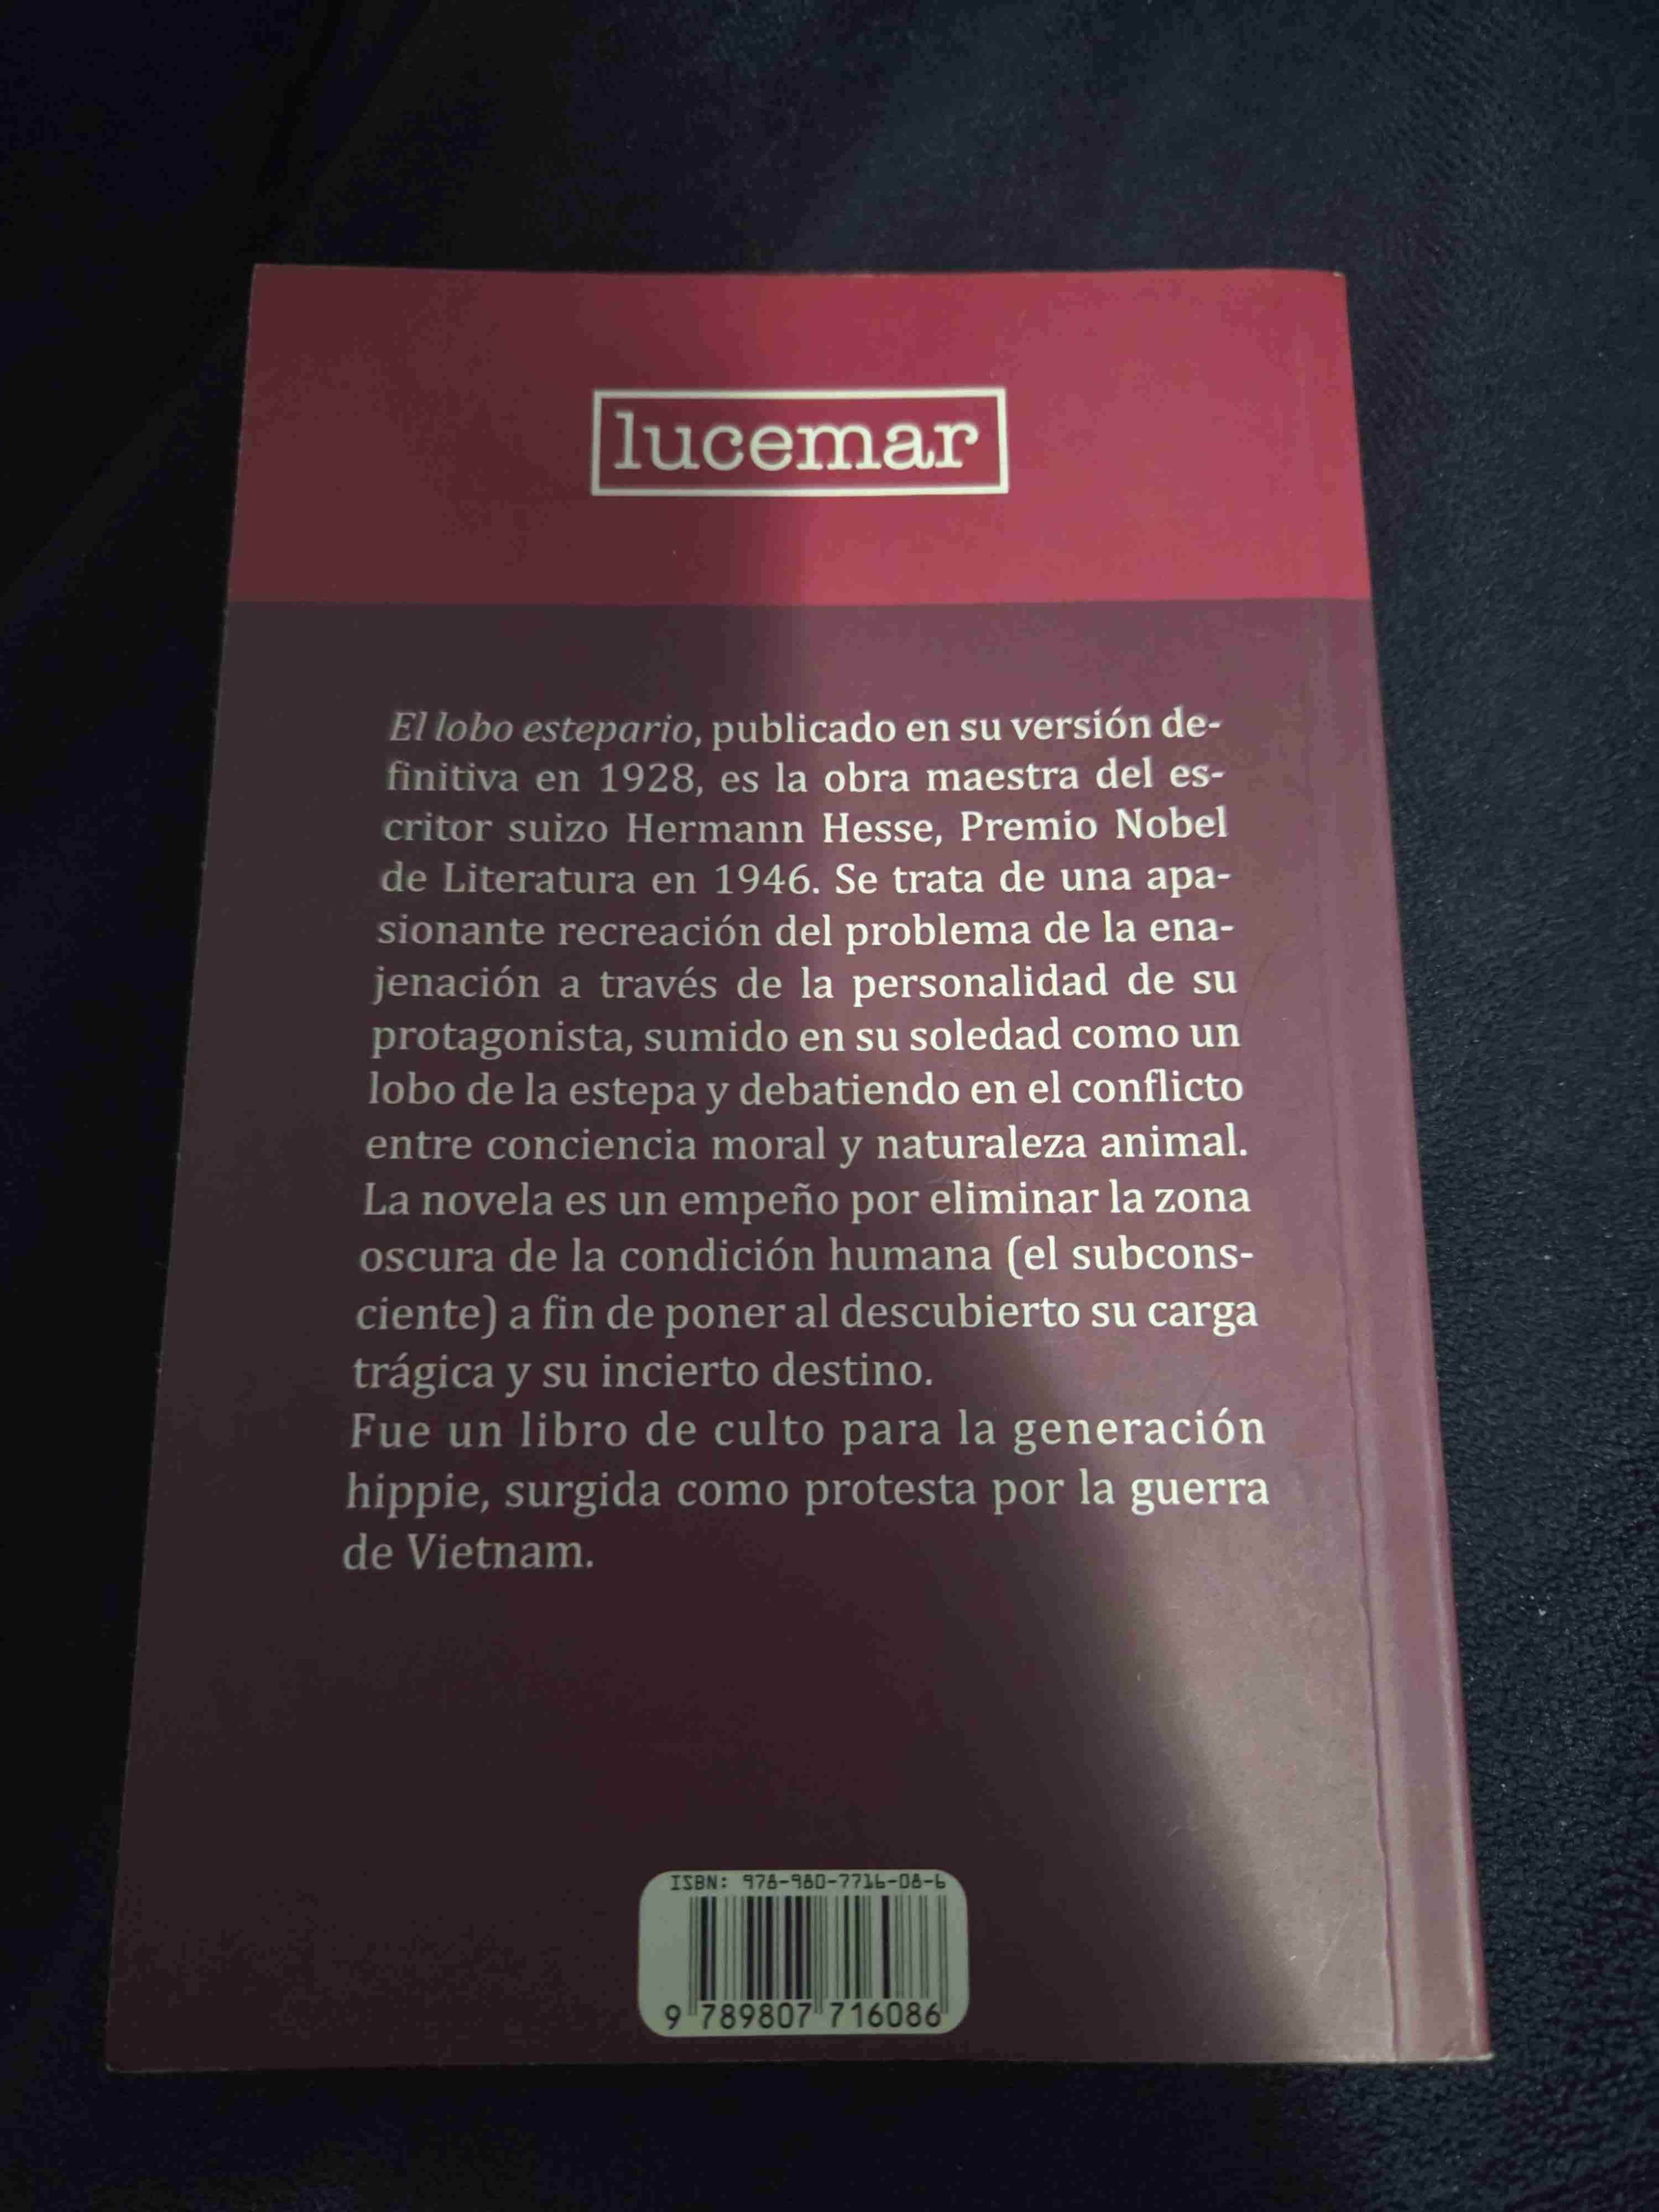 lucemar
El lobo estepario, publicado en su versión de-
finitiva en 1928, es la obra maestra del es-
critor suizo Hermann Hesse, Premio Nobel
de Literatura en 1946. Se trata de una apa-
sionante recreación del problema de la ena-
jenación a través de la personalidad de su
protagonista, sumido en su soledad como un
lobo de la estepa y debatiendo en el conflicto
entre conciencia moral y naturaleza animal.
La novela es un empeño por eliminar la zona
oscura de la condición humana (el subcons-
ciente) a fin de poner al descubierto su carga
trágica y su incierto destino.
Fue un libro de culto para la generación
hippie, surgida como protesta por la guerra
de Vietnam.
ISBN: 978-980-7716-08-6
9 789807 716086